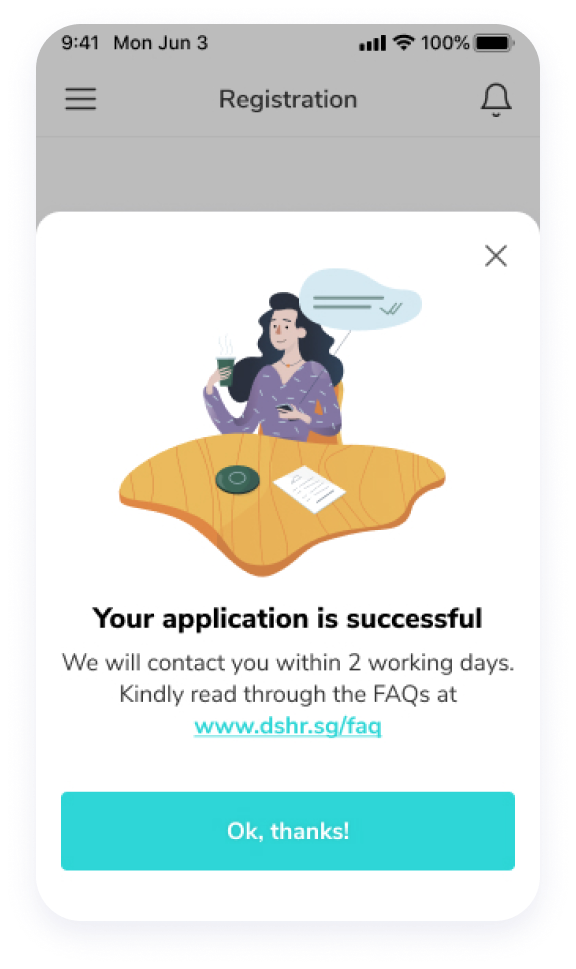 9:41 Mon Jun 3 100%
Registration
Your application is successful
We will contact you within 2 working days.
Kindly read through the FAQs at
www.dshr.sg/faq
Ok, thanks!